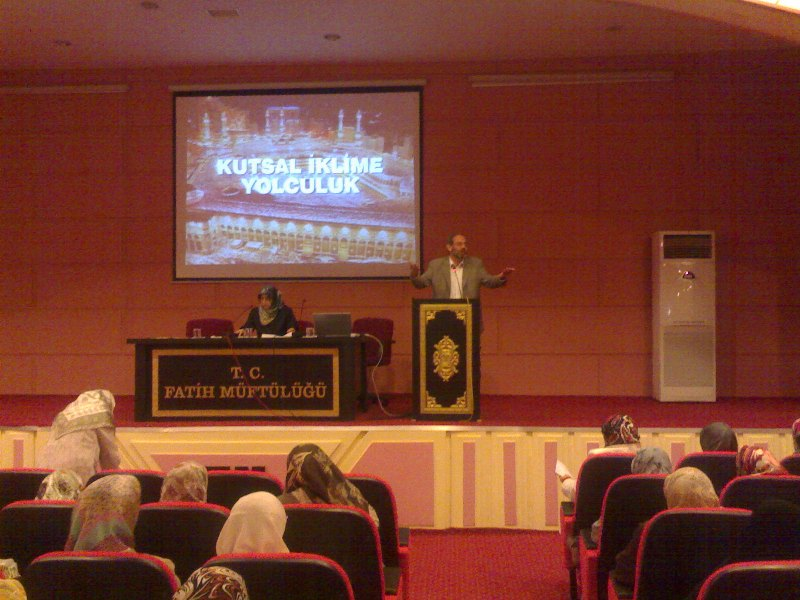 KUTSAL İKLİME
YOLCULUK
T. C.
FATİH MÜFTÜLÜĞÜ